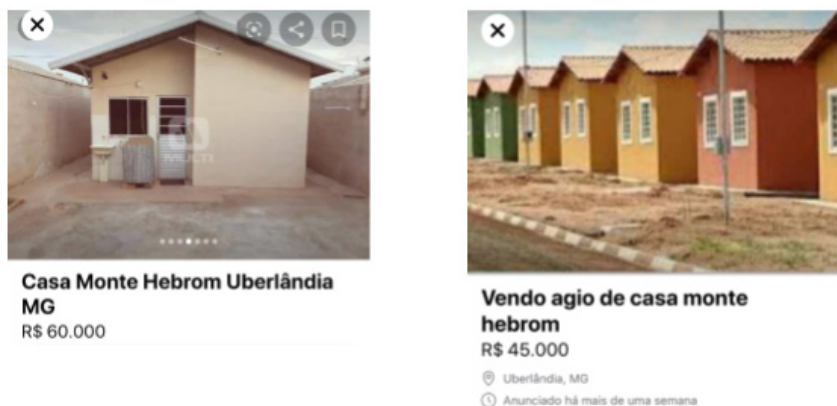 MULTI
Casa Monte Hebrom Uberlândia
MG
R$ 60.000
Vendo agio de casa monte
hebrom
R$ 45.000
Uberlândia, MG
Anunciado há mais de uma semana